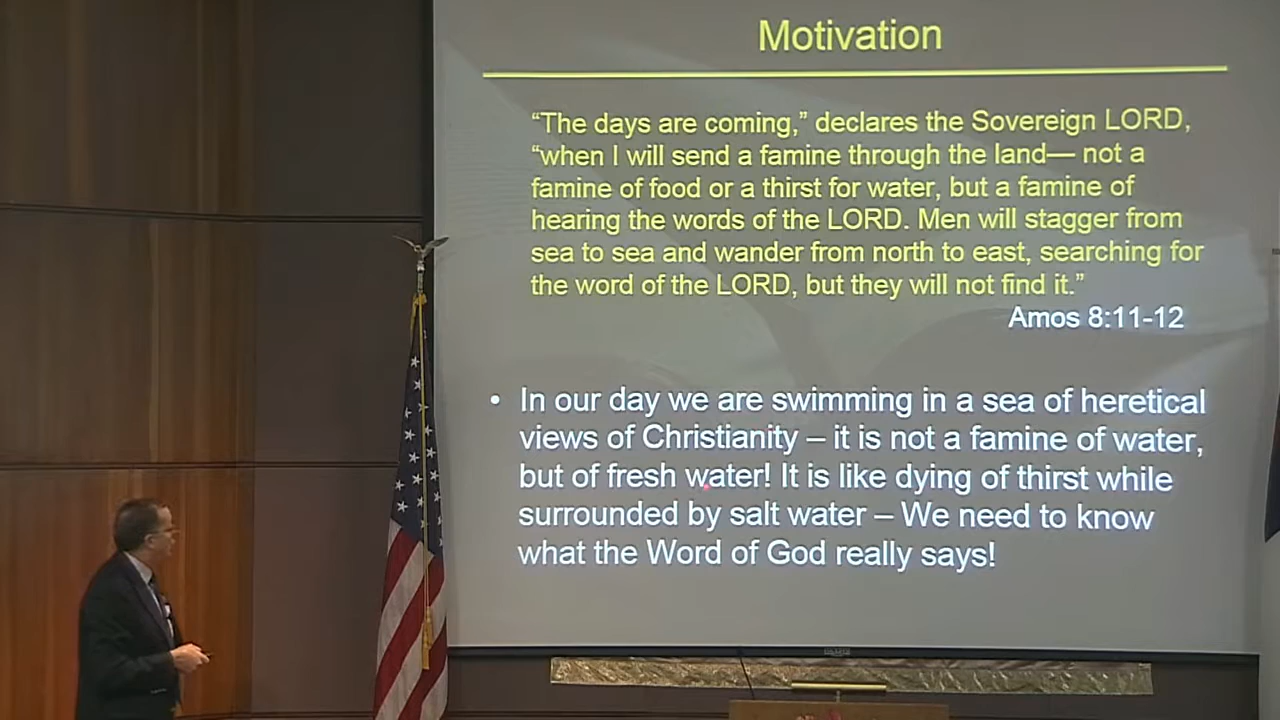 Motivation
“The days are coming,” declares the Sovereign LORD,
“when I will send a famine through the land— not a
famine of food or a thirst for water, but a famine of
hearing the words of the LORD. Men will stagger from
sea to sea and wander from north to east, searching for
the word of the LORD, but they will not find it.”
Amos 8:11-12
• In our day we are swimming in a sea of heretical
views of Christianity – it is not a famine of water,
but of fresh water! It is like dying of thirst while
surrounded by salt water – We need to know
what the Word of God really says!